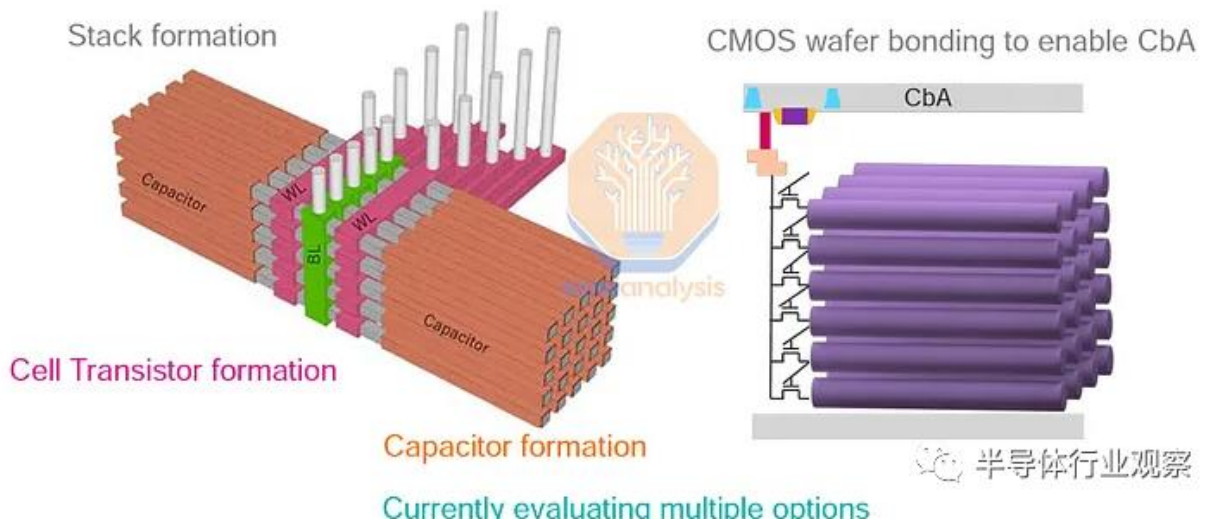 Stack formation
CMOS wafer bonding to enable CbA
CbA
Capacitor
WL
WL
BL
Capacitor
analysis
Cell Transistor formation
Capacitor formation
半导体行业观察
Currently evaluating multiple options